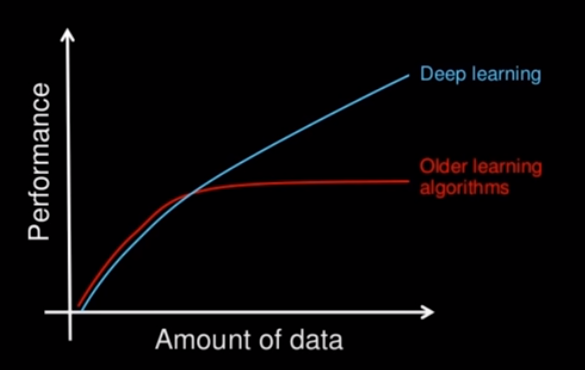 Deep learning
Older learning
algorithms
Performance
Amount of data